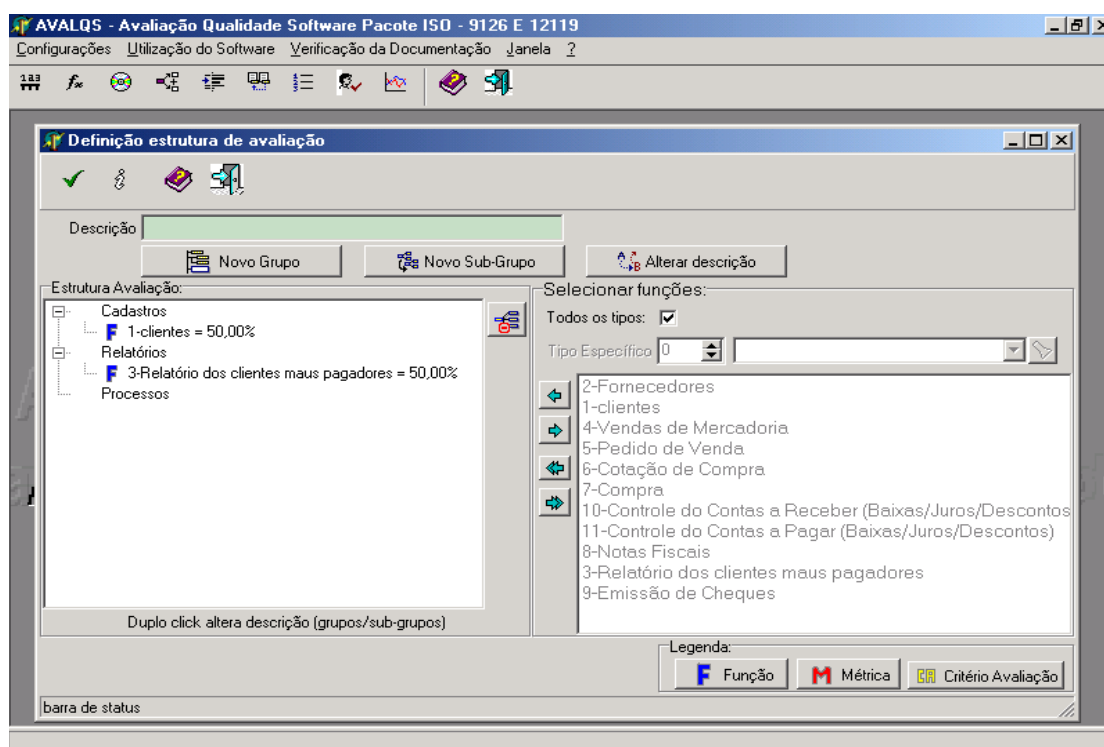 AVALQS - Avaliação Qualidade Software Pacote ISO - 9126 E 12119
Configurações Utilização do Software Verificação da Documentação Janela ?
Definição estrutura de avaliação
Descrição
Novo Grupo
Novo Sub-Grupo
Alterar descrição
Estrutura Avaliação:
Cadastros
F 1-clientes = 50,00%
Relatórios
F 3-Relatório dos clientes maus pagadores = 50,00%
Processos
Duplo click altera descrição (grupos/sub-grupos)
Selecionar funções:
Todos os tipos:
Tipo Específico 0
2-Fornecedores
1-clientes
4-Vendas de Mercadoria
5-Pedido de Venda
6-Cotação de Compra
7-Compra
10-Controle do Contas a Receber (Baixas/Juros/Descontos
11-Controle do Contas a Pagar (Baixas/Juros/Descontos)
8-Notas Fiscais
3-Relatório dos clientes maus pagadores
9-Emissão de Cheques
Legenda:
F Função
M Métrica
CA Critério Avaliação
barra de status